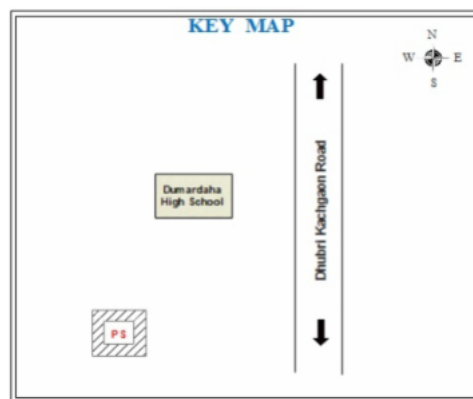 KEY MAP
N
W E
S
Dumardaha
High School
Dhubri Kachgaon Road
PS